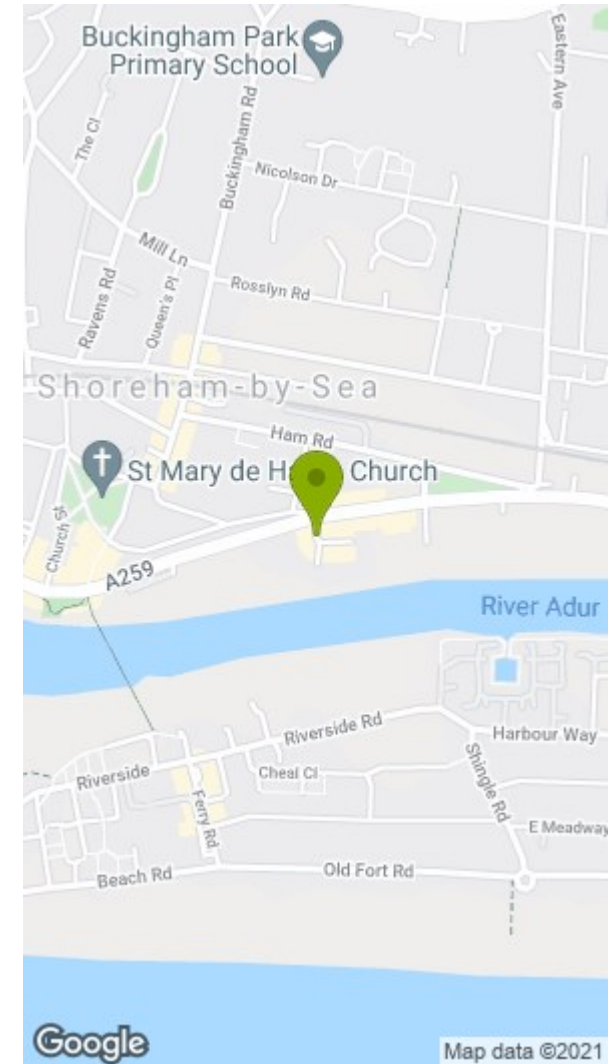 Buckingham Park
Primary School
Eastern Ave
The Cl
Buckingham Rd
Nicolson Dr
Mill Ln
Ravens Rd
Queen's Pl
Rosslyn Rd
Shoreham-by-Sea
Ham Rd
St Mary de H Church
Church St
A259
River Adur
Riverside Rd
Harbour Way
Riverside
Cheal Cl
Shingle Rd
Ferry Rd
E Meadway
Beach Rd
Old Fort Rd
Google
Map data ©2021